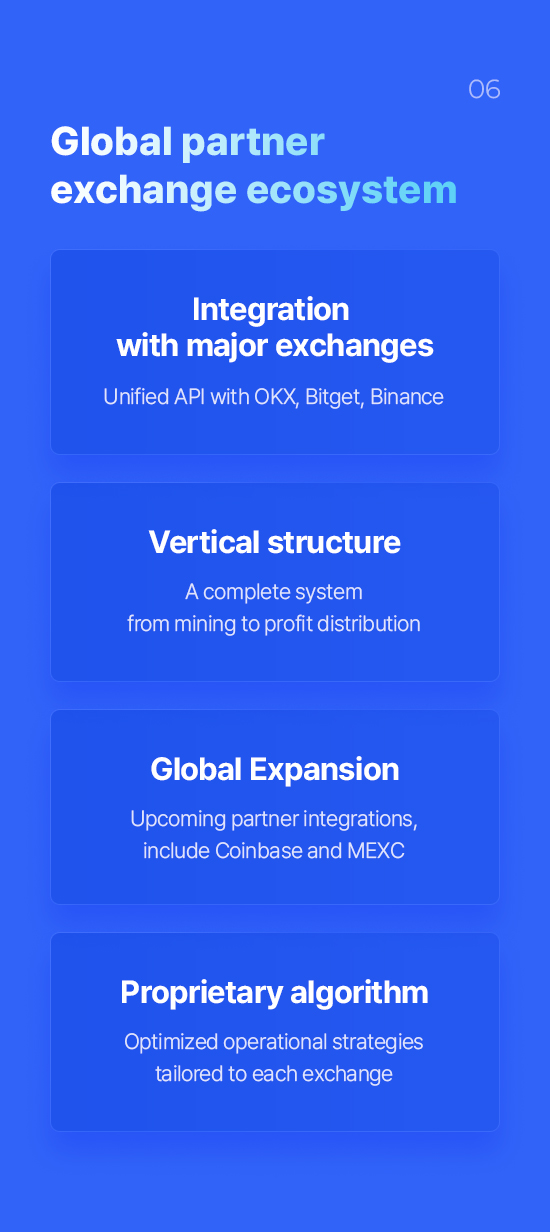 06
Global partner
exchange ecosystem
Integration
with major exchanges
Unified API with OKX, Bitget, Binance
Vertical structure
A complete system
from mining to profit distribution
Global Expansion
Upcoming partner integrations,
include Coinbase and MEXC
Proprietary algorithm
Optimized operational strategies
tailored to each exchange